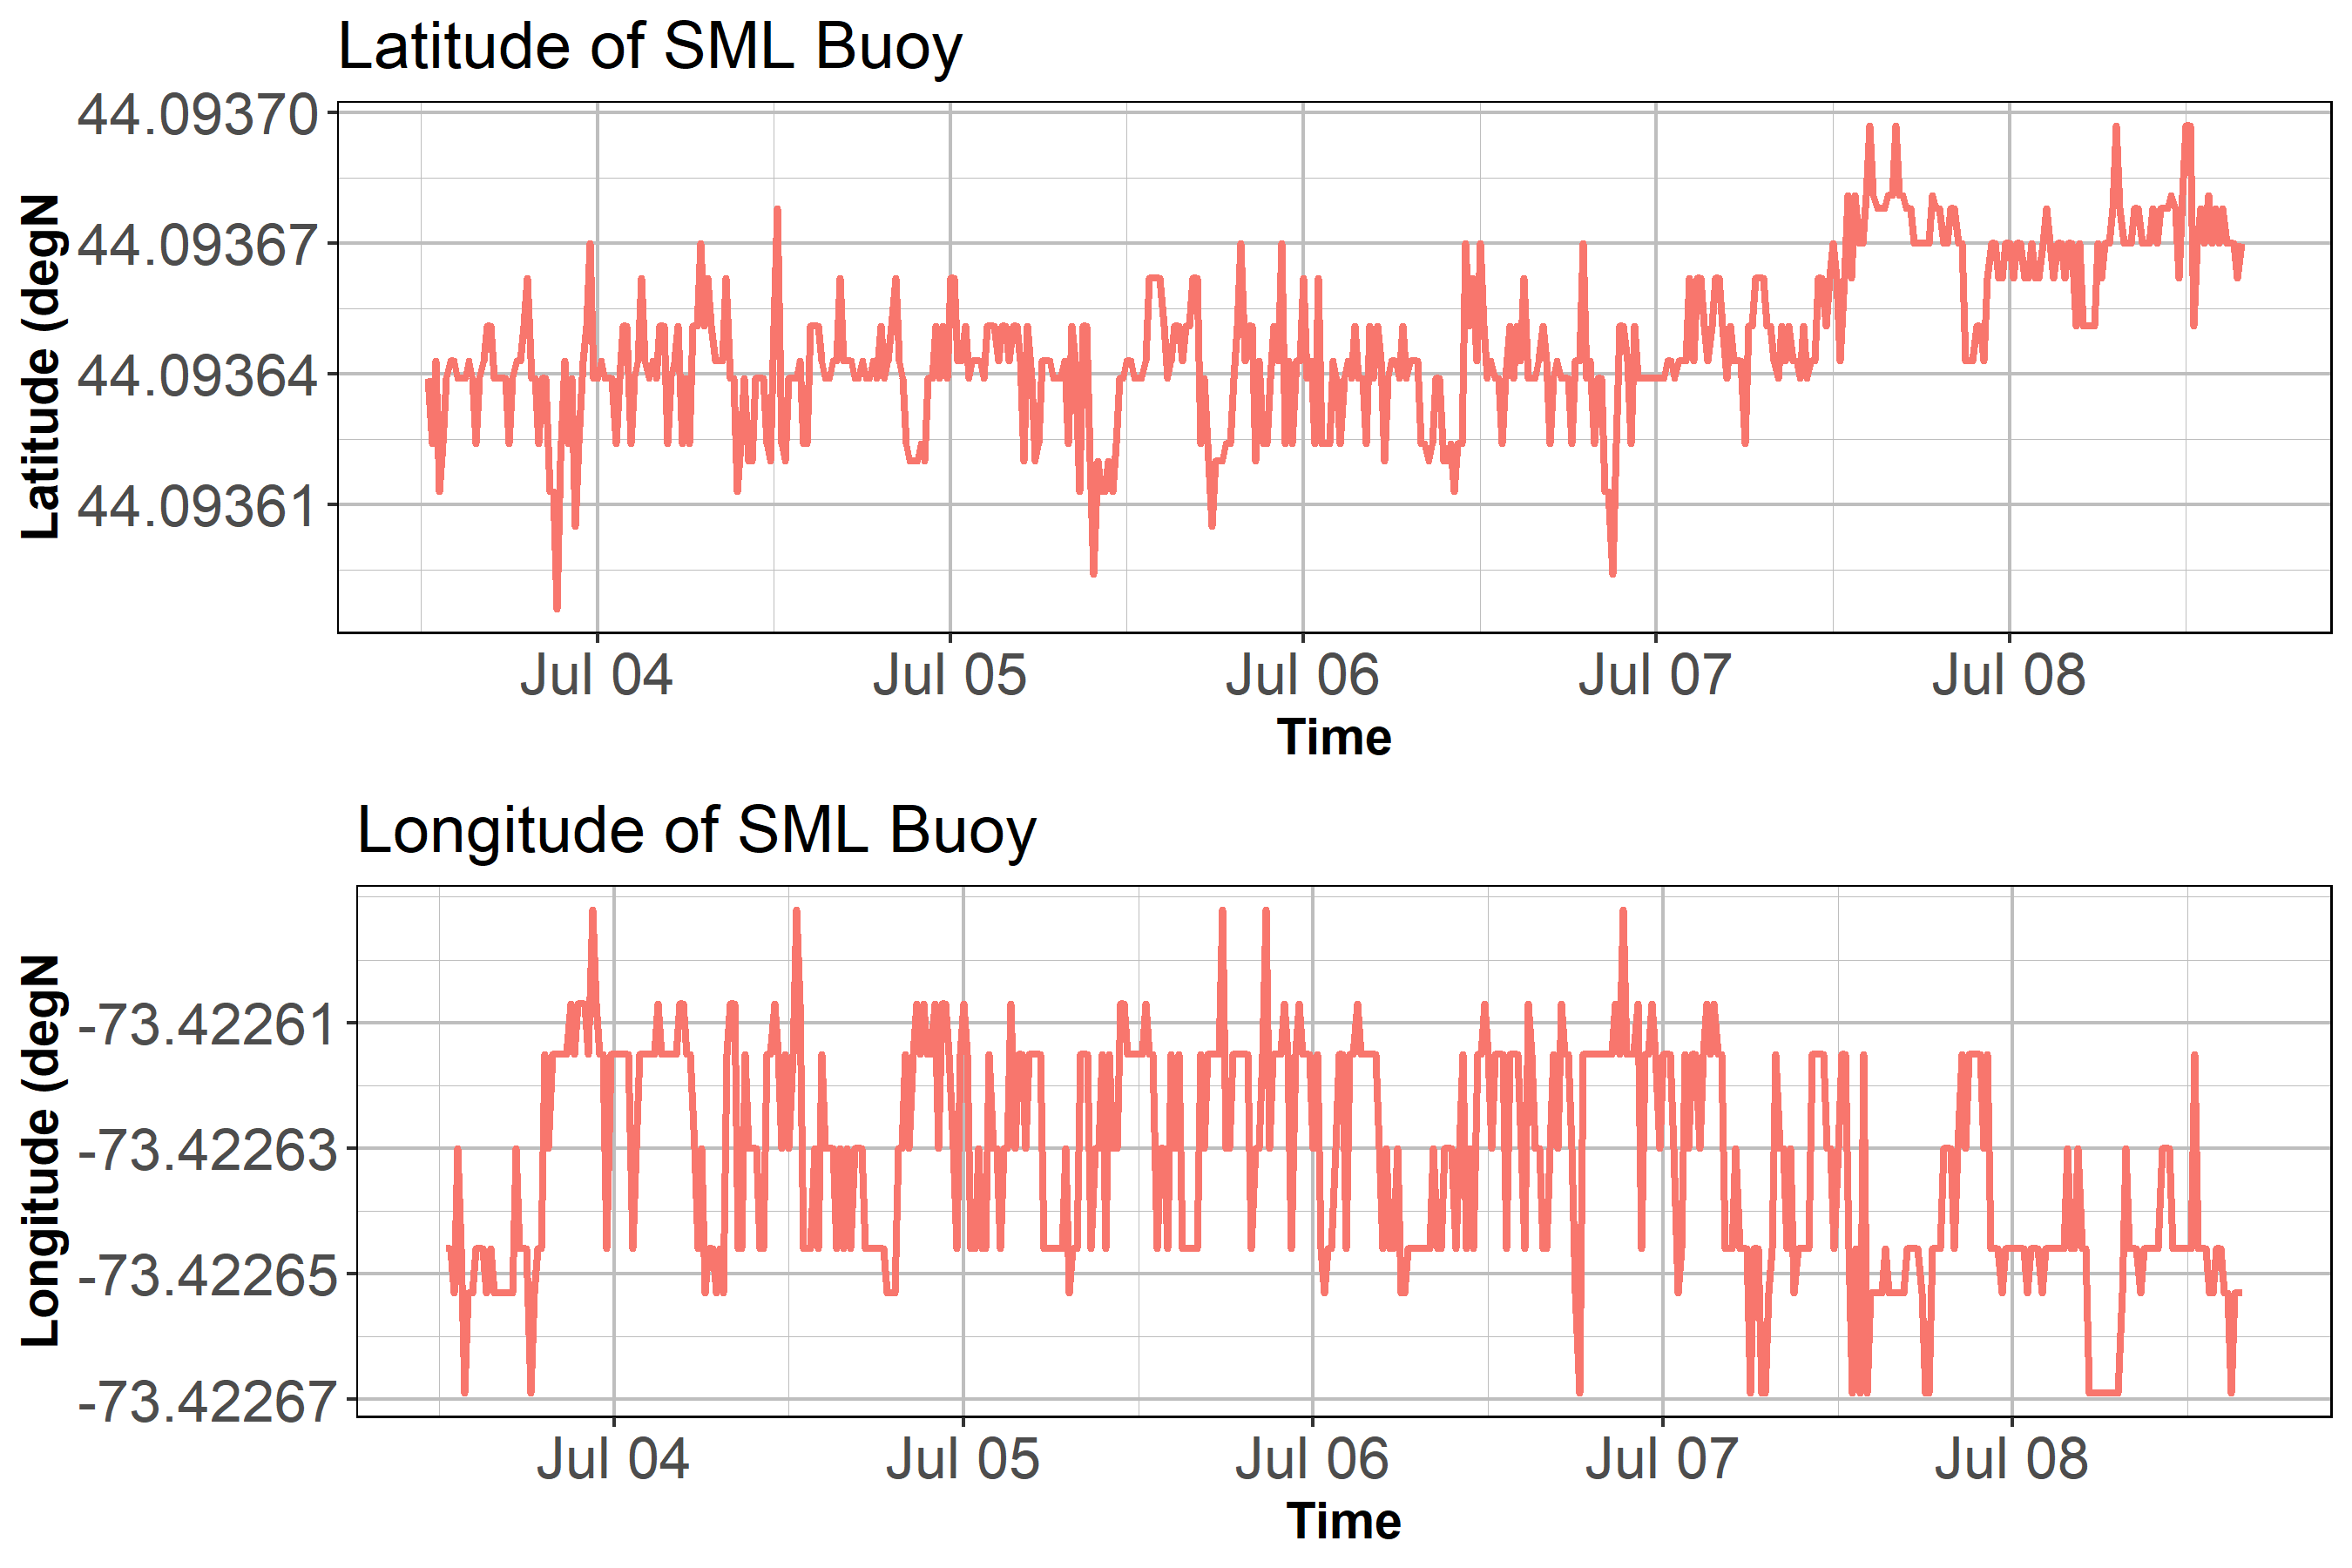 Latitude of SML Buoy
44.09370
44.09367
44.09364
44.09361
Latitude (degN
Jul 04 Jul 05 Jul 06 Jul 07 Jul 08
Time
Longitude of SML Buoy
-73.42261
-73.42263
-73.42265
-73.42267
Longitude (degN
Jul 04 Jul 05 Jul 06 Jul 07 Jul 08
Time